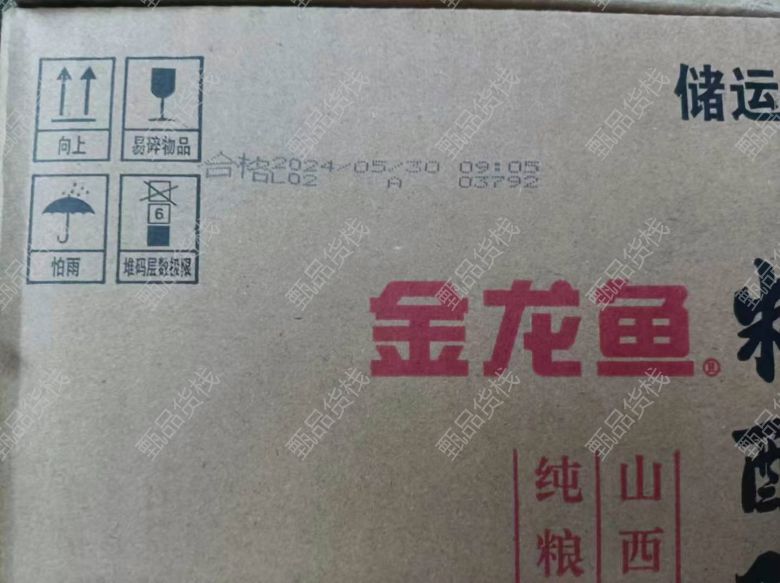 向上
易碎物品
怕雨
6
堆码层数极限
合格2024/05/30 09:05
L02 A 03792
储运
金龙鱼®
山西
纯粮
甄品货栈